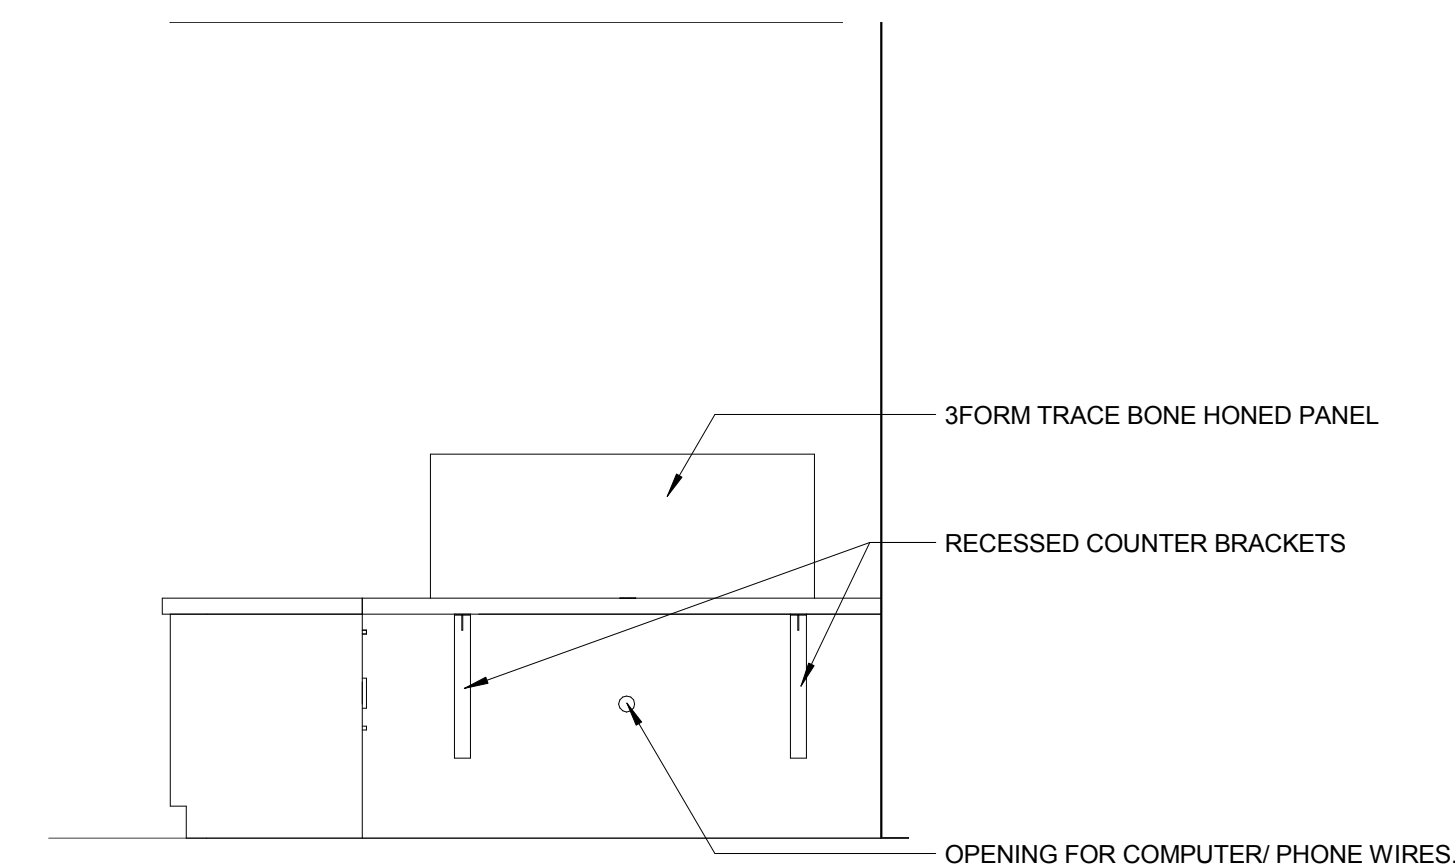 3FORM TRACE BONE HONED PANEL
RECESSED COUNTER BRACKETS
OPENING FOR COMPUTER/ PHONE WIRES